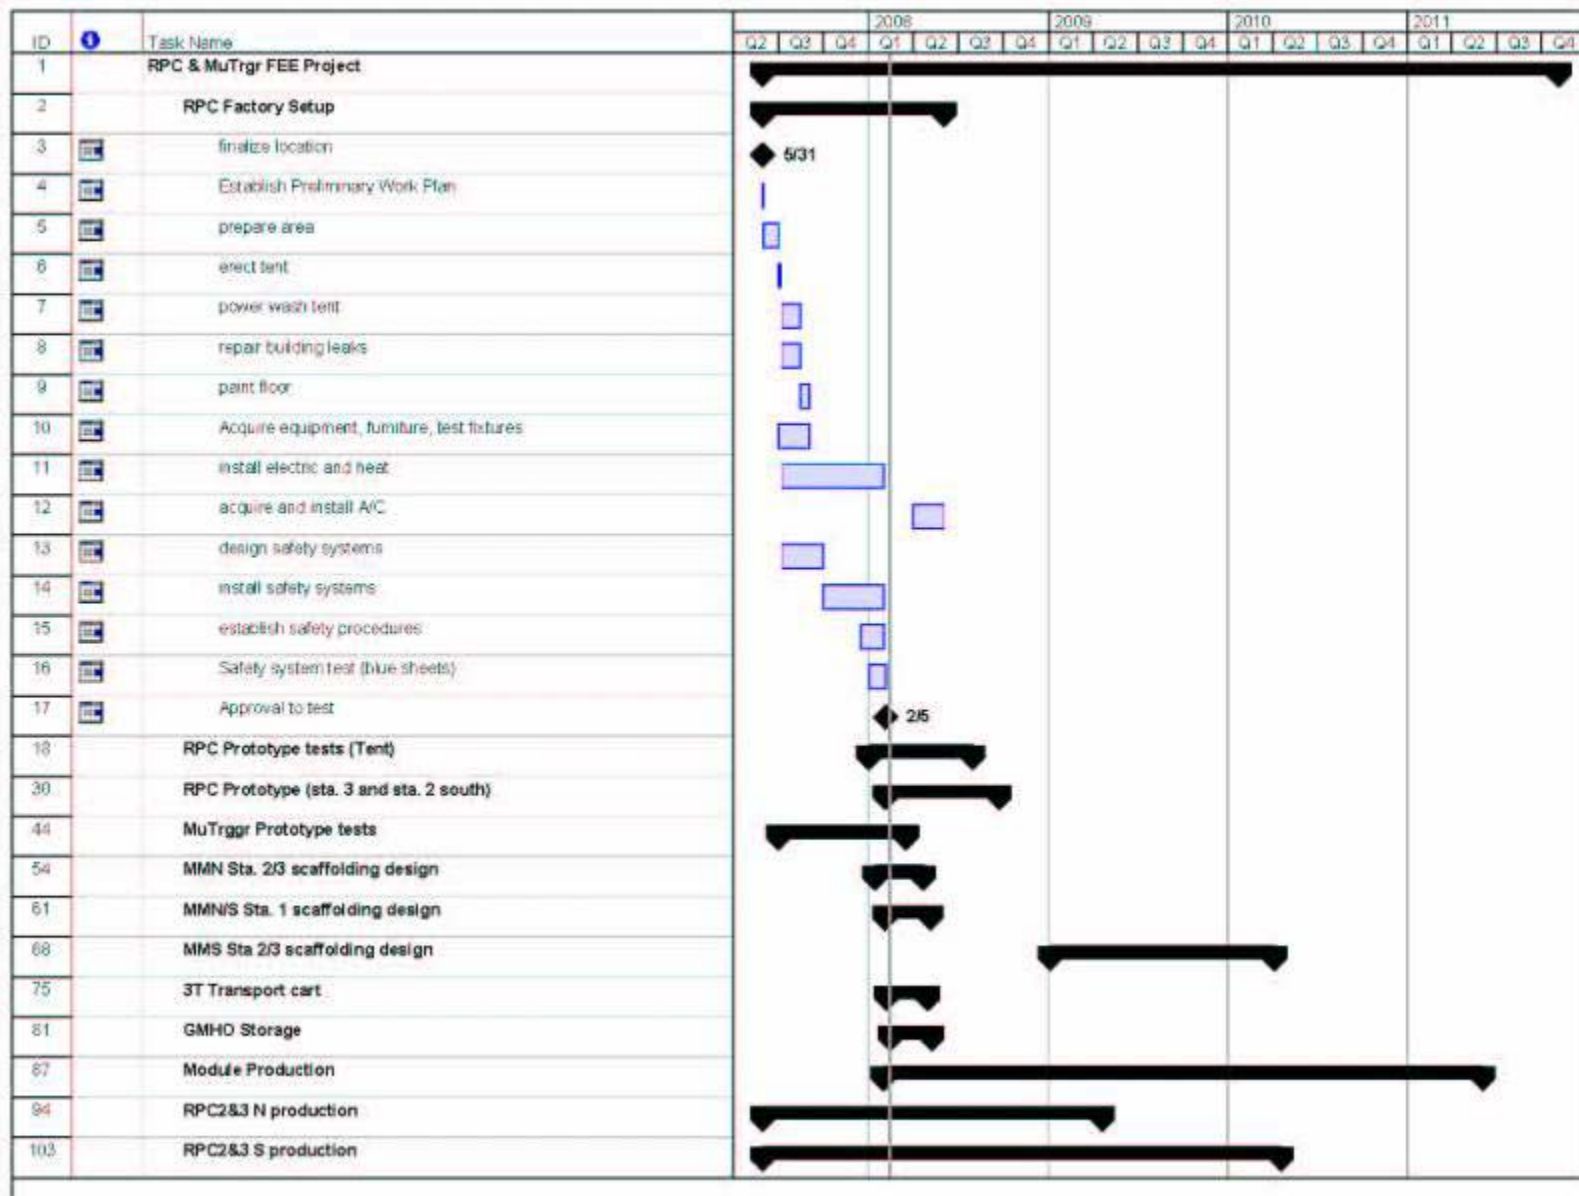 2008 2009 2010 2011
ID Task Name Q2 Q3 Q4 Q1 Q2 Q3 Q4 Q1 Q2 Q3 Q4 Q1 Q2 Q3 Q4 Q1 Q2 Q3 Q4
1 RPC & MuTrgr FEE Project
2 RPC Factory Setup
3 finalize location 5/31
4 Establish Preliminary Work Plan
5 prepare area
6 erect tent
7 power wash tent
8 repair building leaks
9 paint floor
10 Acquire equipment, furniture, test fixtures
11 install electric and heat
12 acquire and install A/C
13 design safety systems
14 install safety systems
15 establish safety procedures
16 Safety system test (blue sheets)
17 Approval to test 2/5
18 RPC Prototype tests (Tent)
30 RPC Prototype (sta. 3 and sta. 2 south)
44 MuTrggr Prototype tests
54 MMN Sta. 2/3 scaffolding design
61 MMN/S Sta. 1 scaffolding design
68 MMS Sta 2/3 scaffolding design
75 3T Transport cart
81 GMHO Storage
87 Module Production
94 RPC2&3 N production
103 RPC2&3 S production